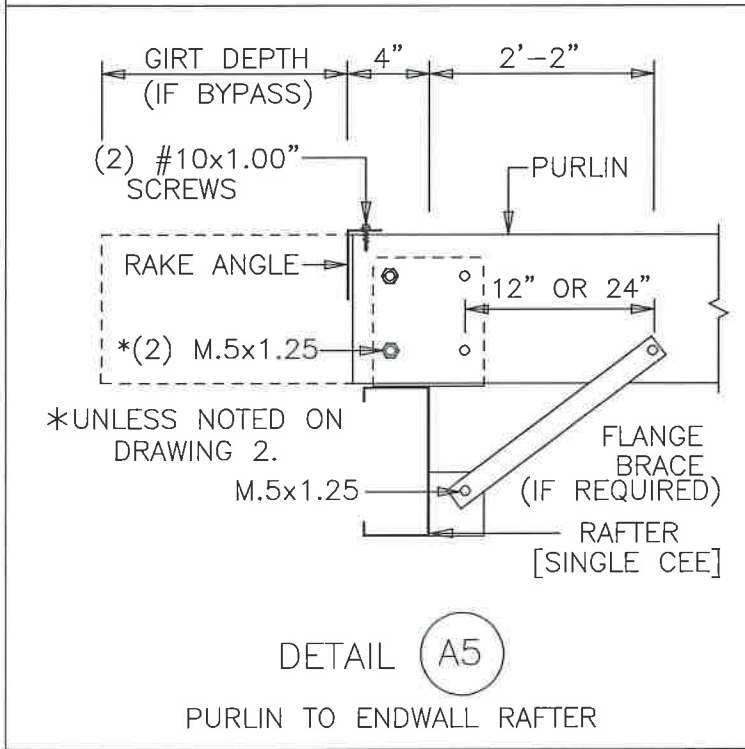 GIRT DEPTH
(IF BYPASS)
4"
2'-2"
(2) #10x1.00"
SCREWS
PURLIN
RAKE ANGLE
12" OR 24"
*(2) M.5x1.25
*UNLESS NOTED ON
DRAWING 2.
M.5x1.25
FLANGE
BRACE
(IF REQUIRED)
RAFTER
[SINGLE CEE]
DETAIL A5
PURLIN TO ENDWALL RAFTER